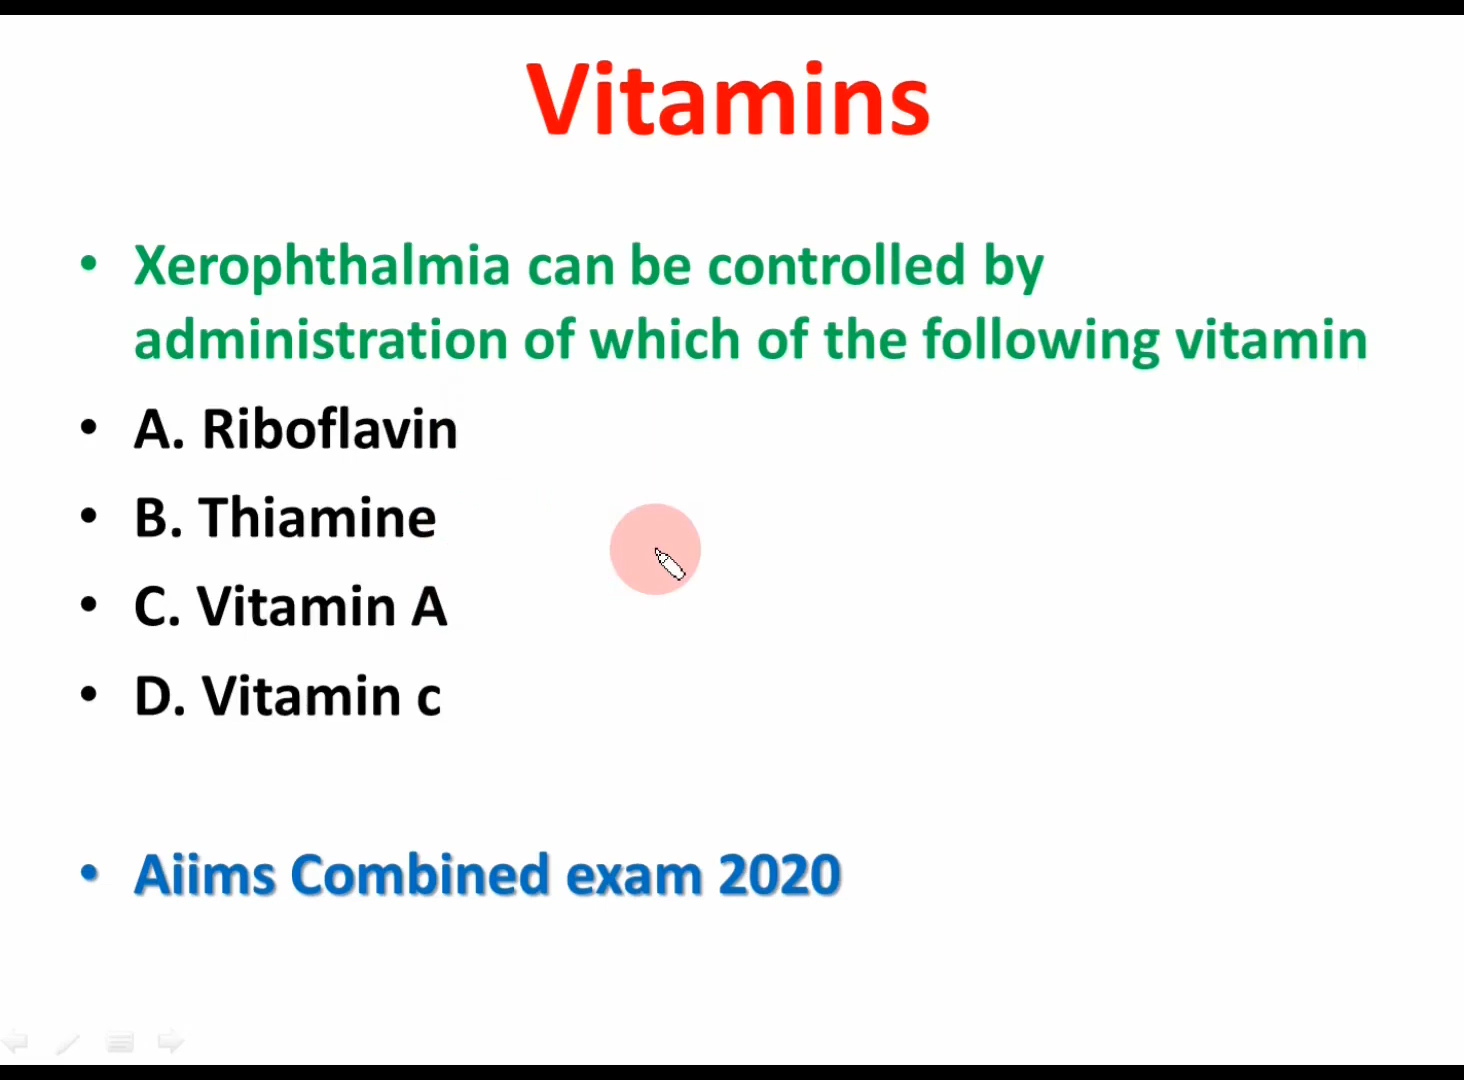 Vitamins
• Xerophthalmia can be controlled by
administration of which of the following vitamin
• A. Riboflavin
• B. Thiamine
• C. Vitamin A
• D. Vitamin c
• Aiims Combined exam 2020